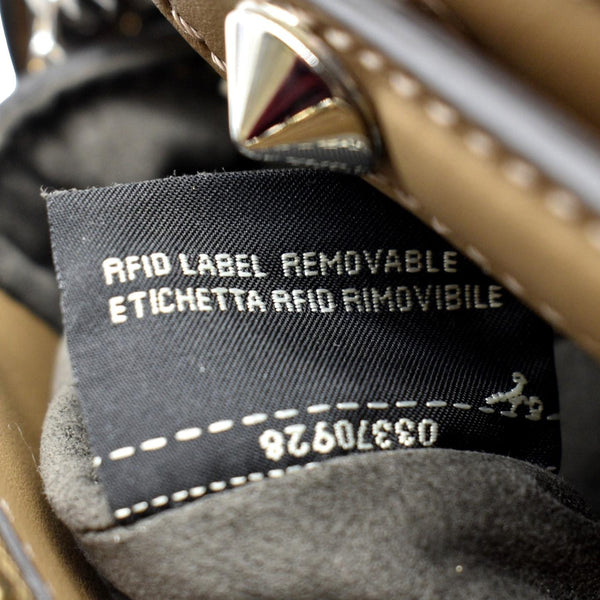 RFID LABEL REMOVABLE
ETICHETTA RFID RIMOVIBILE
03370928